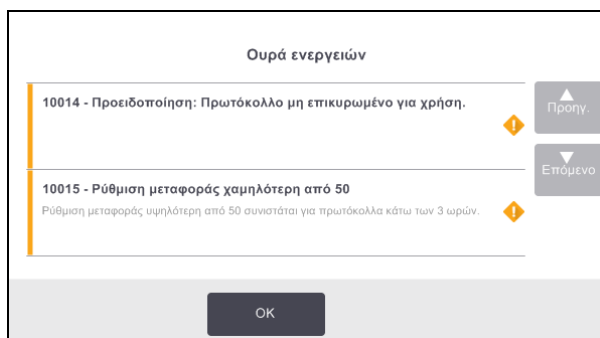 Ουρά ενεργειών
10014 - Προειδοποίηση: Πρωτόκολλο μη επικυρωμένο για χρήση.
Προηγ.
Επόμενο
10015 - Ρύθμιση μεταφοράς χαμηλότερη από 50
Ρύθμιση μεταφοράς υψηλότερη από 50 συνιστάται για πρωτόκολλα κάτω των 3 ωρών.
OK